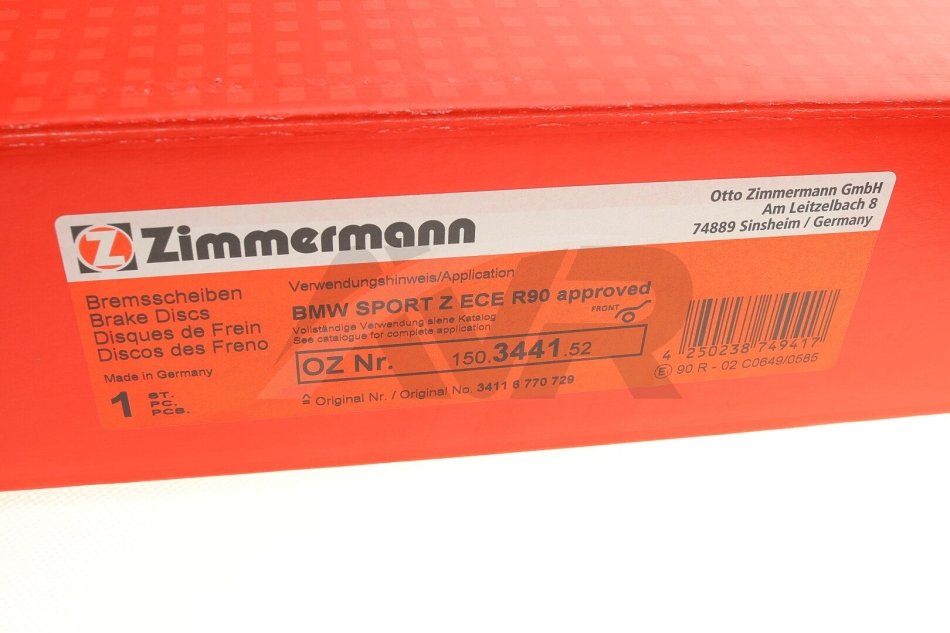 Z Zimmermann
Otto Zimmermann GmbH
Am Leitzelbach 8
74889 Sinsheim / Germany
Bremsscheiben
Brake Discs
Disques de Frein
Discos des Freno
Made in Germany
1 ST.
PC.
PCS.
Verwendungshinweis/Application
BMW SPORT Z ECE R90 approved
Vollständige Verwendung siehe Katalog
See catalogue for complete application
FRONT
OZ Nr. 150.3441.52
≙ Original Nr. / Original No. 3411 6 770 729
4 250238 749417
E1 90 R - 02 C0649/0585
XVR